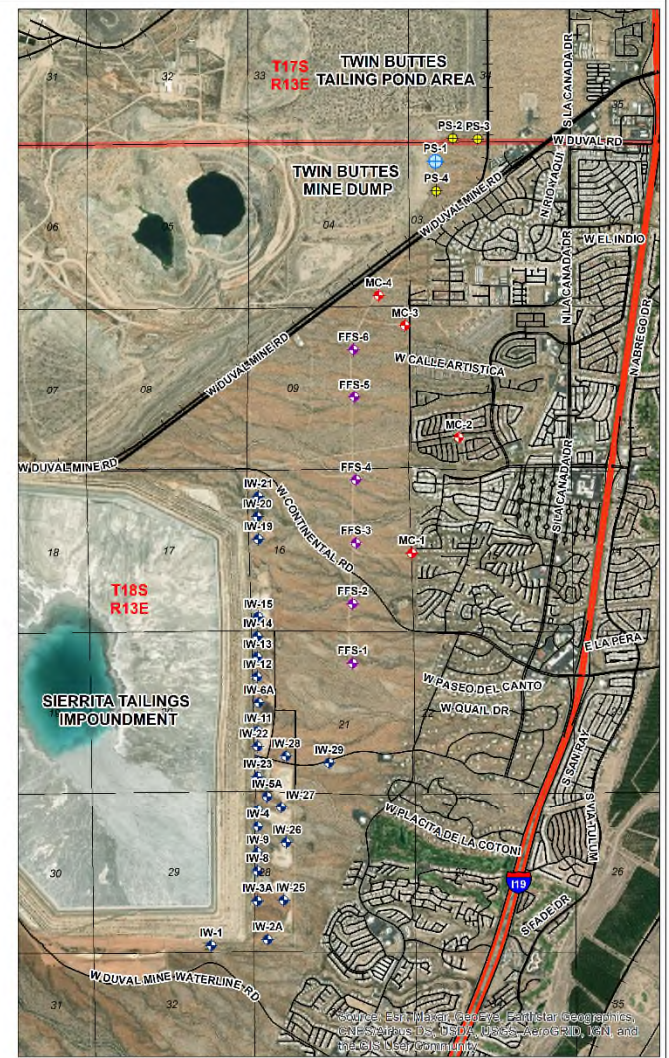 31
32
33
T17S
R13E
TWIN BUTTES
TAILING POND AREA
34
35
S LA CANADA DR
PS-2
PS-3
W DUVAL RD
PS-1
TWIN BUTTES
MINE DUMP
PS-4
N RIO YAQUI
06
05
04
03
02
W DUVAL MINE RD
W EL INDIO
N LA CANADA DR
N ABREGO DR
MC-4
MC-3
FFS-6
W CALLE ARTISTICA
W DUVAL MINE RD
07
08
09
FFS-5
MC-2
S LA CANADA DR
W DUVAL MINE RD
FFS-4
IW-21
IW-20
IW-19
W CONTINENTAL RD
18
17
16
FFS-3
MC-1
T18S
R13E
FFS-2
IW-15
IW-14
IW-13
IW-12
E LA PERA
FFS-1
IW-6A
W PASEO DEL CANTO
SIERRITA TAILINGS
IMPOUNDMENT
W QUAIL DR
IW-11
21
22
IW-22
IW-28
IW-29
S SAN RAY
IW-23
IW-5A
IW-27
S VIA TULUM
IW-4
W PLACITA DE LA COTONI
IW-9
IW-26
IW-8
30
29
28
26
I19
IW-3A
IW-25
S FADE DR
IW-1
IW-2A
W DUVAL MINE WATERLINE RD
31
32
35
Source: Esri, Maxar, GeoEye, Earthstar Geographics,
CNES/Airbus DS, USDA, USGS, AeroGRID, IGN, and
the GIS User Community